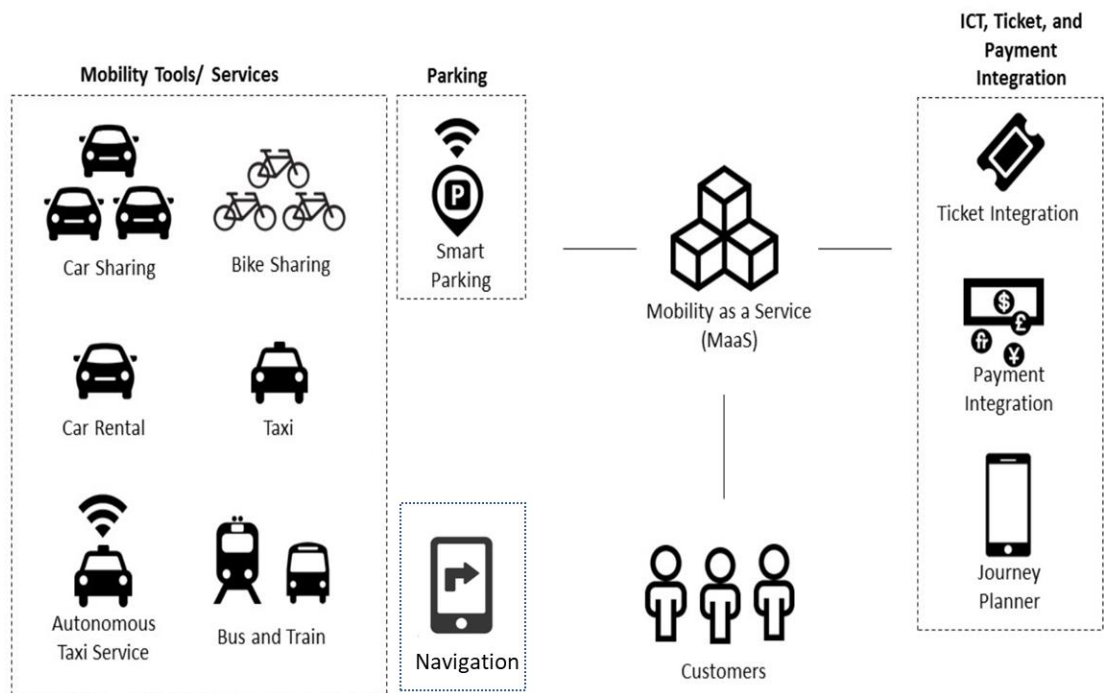 Mobility Tools/ Services
Car Sharing
Bike Sharing
Car Rental
Taxi
Autonomous
Taxi Service
Bus and Train
Parking
P
Smart
Parking
Navigation
Mobility as a Service
(MaaS)
Customers
ICT, Ticket, and
Payment
Integration
Ticket Integration
$
£
¥
Payment
Integration
Journey
Planner